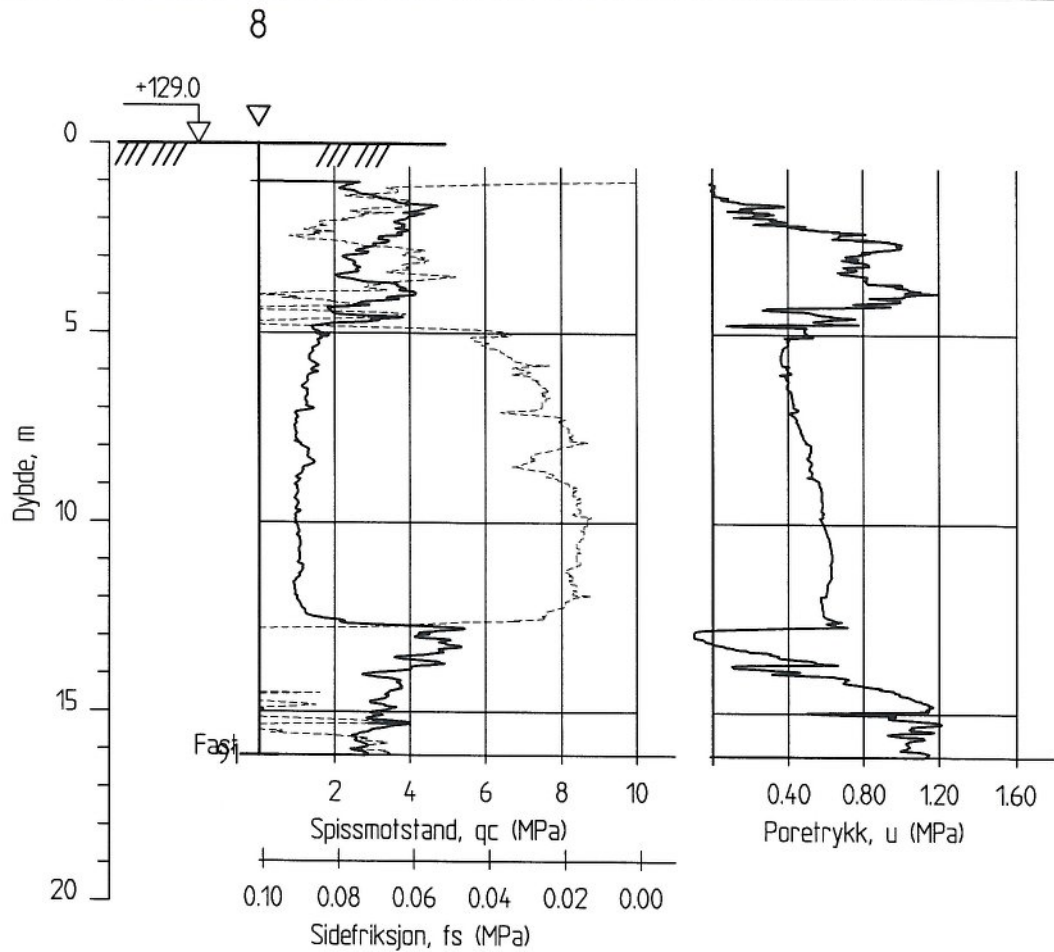 8
+129.0
0
5
10
15
20
Dybde, m
Fast
2 4 6 8 10
Spissmotstand, qc (MPa)
0.10 0.08 0.06 0.04 0.02 0.00
Sidefriksjon, fs (MPa)
0.40 0.80 1.20 1.60
Poretrykk, u (MPa)